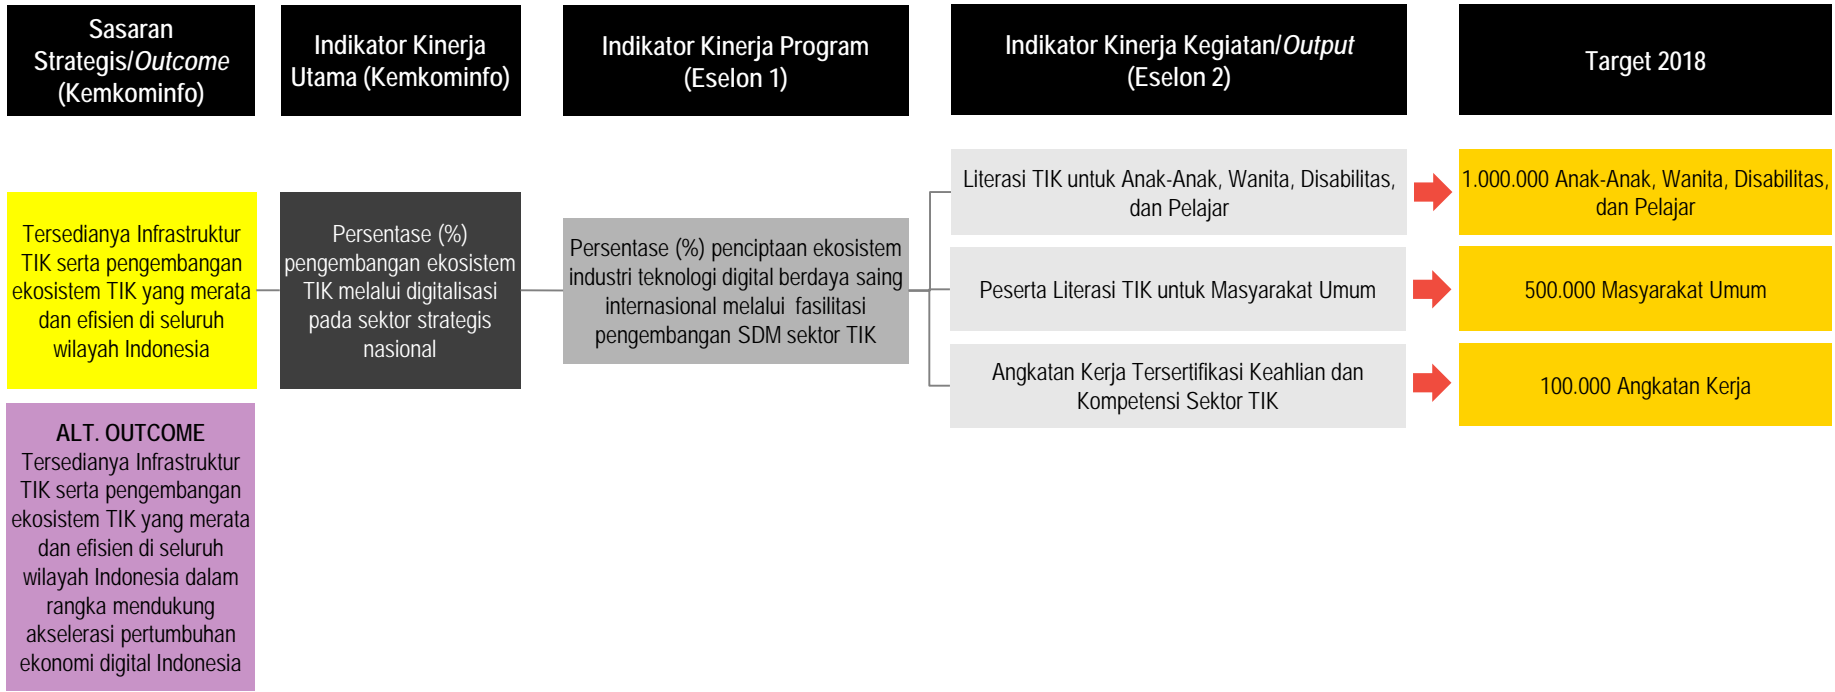 Sasaran
Strategis/Outcome
(Kemkominfo)
Indikator Kinerja
Utama (Kemkominfo)
Indikator Kinerja Program
(Eselon 1)
Indikator Kinerja Kegiatan/Output
(Eselon 2)
Target 2018
Tersedianya Infrastruktur
TIK serta pengembangan
ekosistem TIK yang merata
dan efisien di seluruh
wilayah Indonesia
Persentase (%)
pengembangan ekosistem
TIK melalui digitalisasi
pada sektor strategis
nasional
Persentase (%) penciptaan ekosistem
industri teknologi digital berdaya saing
internasional melalui fasilitasi
pengembangan SDM sektor TIK
Literasi TIK untuk Anak-Anak, Wanita, Disabilitas,
dan Pelajar
1.000.000 Anak-Anak, Wanita, Disabilitas,
dan Pelajar
Peserta Literasi TIK untuk Masyarakat Umum
500.000 Masyarakat Umum
Angkatan Kerja Tersertifikasi Keahlian dan
Kompetensi Sektor TIK
100.000 Angkatan Kerja
ALT. OUTCOME
Tersedianya Infrastruktur
TIK serta pengembangan
ekosistem TIK yang merata
dan efisien di seluruh
wilayah Indonesia dalam
rangka mendukung
akselerasi pertumbuhan
ekonomi digital Indonesia